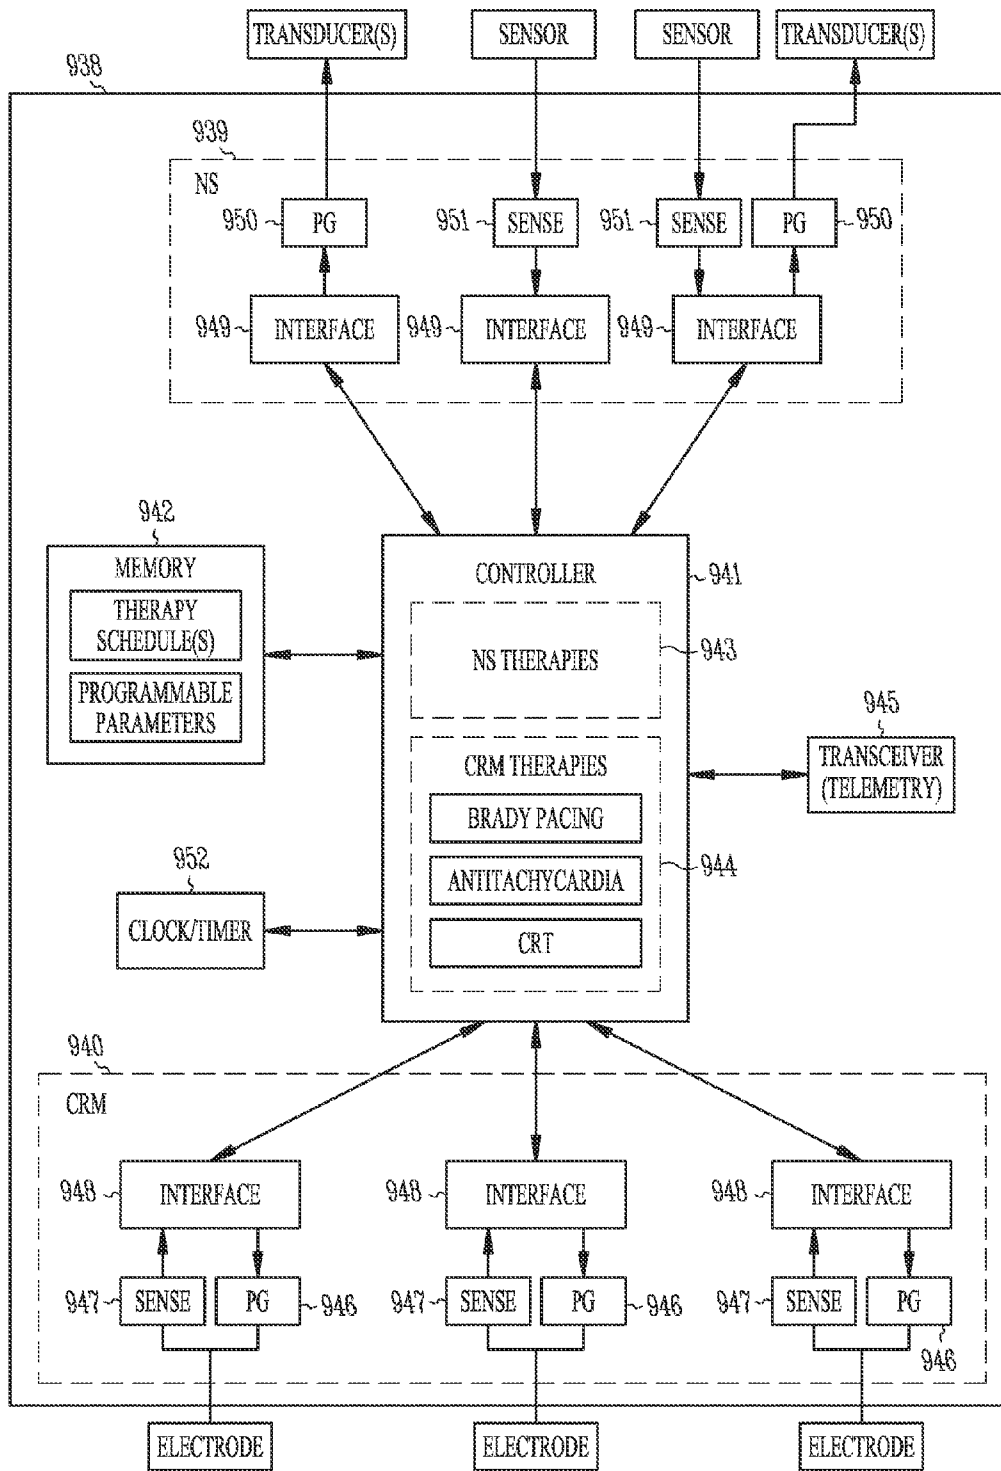 TRANSDUCER(S)
SENSOR
SENSOR
TRANSDUCER(S)
938
939
NS
950
PG
951
SENSE
951
SENSE
PG
950
949
INTERFACE
949
INTERFACE
949
INTERFACE
942
MEMORY
THERAPY
SCHEDULE(S)
PROGRAMMABLE
PARAMETERS
CONTROLLER
941
NS THERAPIES
943
945
TRANSCEIVER
(TELEMETRY)
CRM THERAPIES
BRADY PACING
ANTITACHYCARDIA
944
CRT
952
CLOCK/TIMER
940
CRM
948
INTERFACE
948
INTERFACE
948
INTERFACE
947
SENSE
PG
946
947
SENSE
PG
946
947
SENSE
PG
946
ELECTRODE
ELECTRODE
ELECTRODE